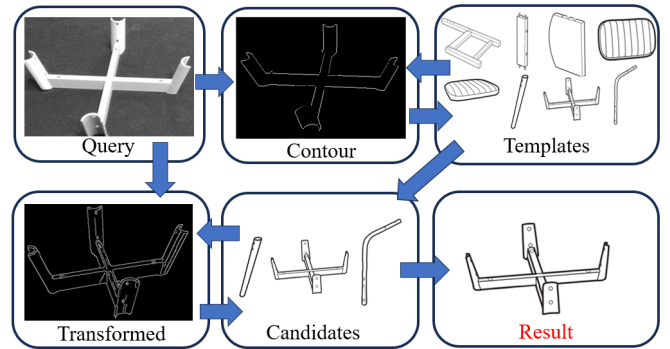 Query
Contour
Templates
Transformed
Candidates
Result